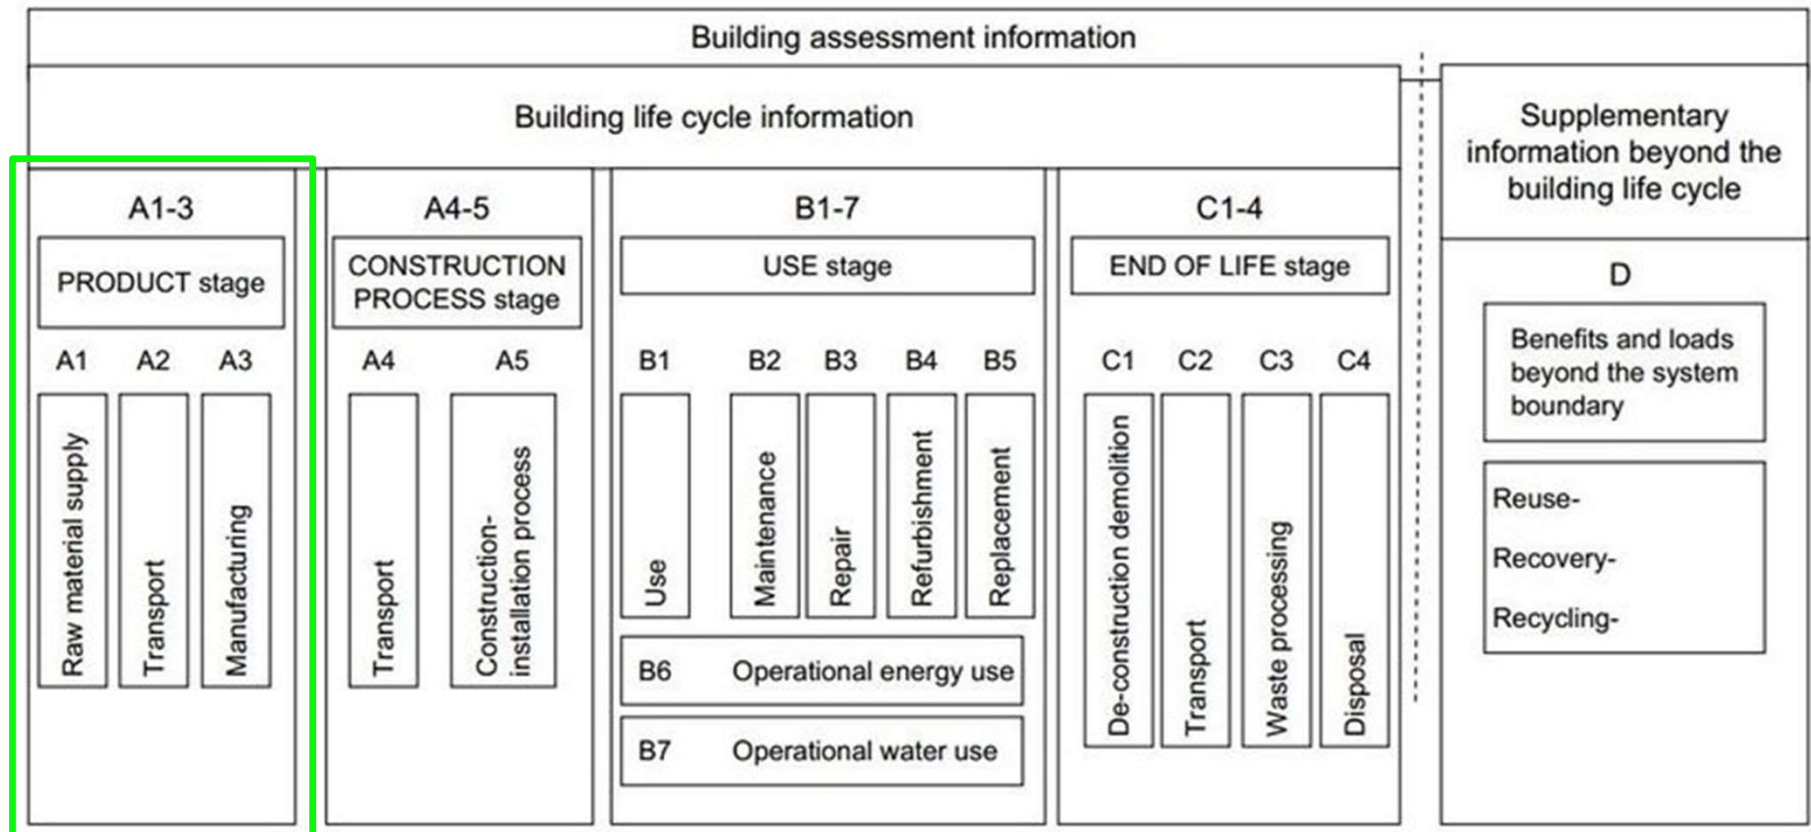 Building assessment information
Building life cycle information
Supplementary
information beyond the
building life cycle
A1-3
PRODUCT stage
A1
A2
A3
Raw material supply
Transport
Manufacturing
A4-5
CONSTRUCTION
PROCESS stage
A4
A5
Transport
Construction-
installation process
B1-7
USE stage
B1
B2
B3
B4
B5
Use
Maintenance
Repair
Refurbishment
Replacement
B6 Operational energy use
B7 Operational water use
C1-4
END OF LIFE stage
C1
C2
C3
C4
De-construction demolition
Transport
Waste processing
Disposal
D
Benefits and loads
beyond the system
boundary
Reuse-
Recovery-
Recycling-